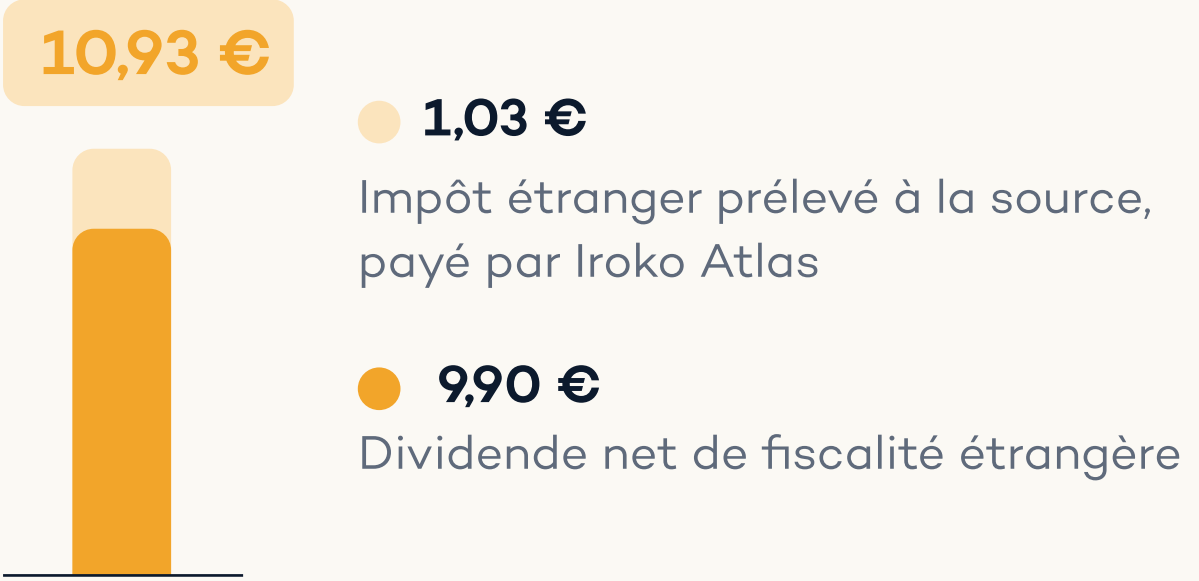 10,93 €
1,03 €
Impôt étranger prélevé à la source,
payé par Iroko Atlas
9,90 €
Dividende net de fiscalité étrangère